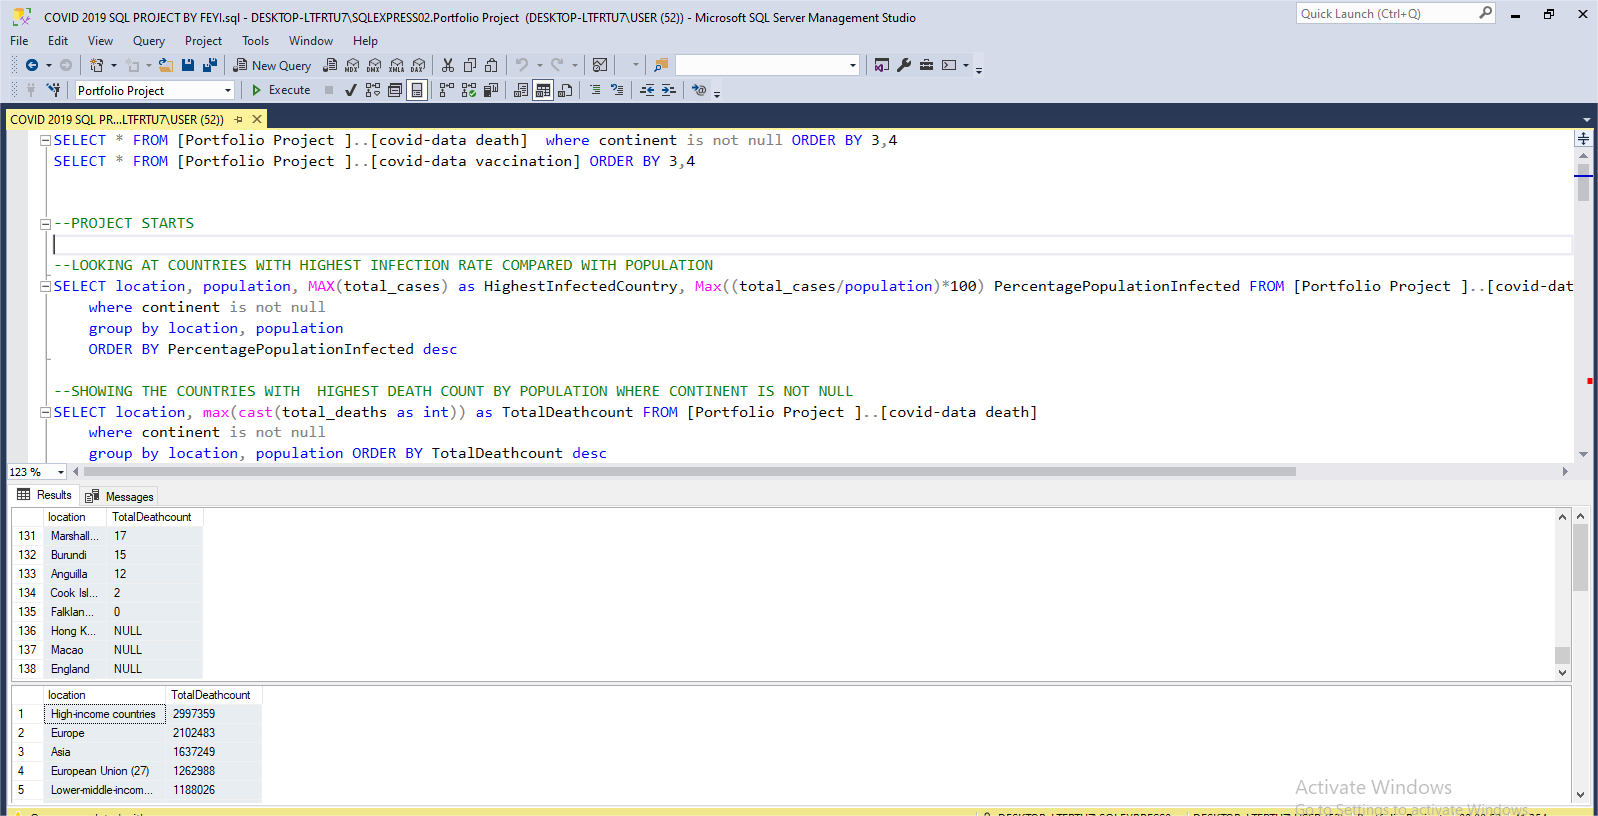 COVID 2019 SQL PROJECT BY FEYI.sql - DESKTOP-LTFRTU7\SQLEXPRESS02.Portfolio Project (DESKTOP-LTFRTU7\USER (52)) - Microsoft SQL Server Management Studio
Quick Launch (Ctrl+Q)
File Edit View Query Project Tools Window Help
New Query MDX DMX XMLA DAX
Portfolio Project Execute
COVID 2019 SQL PR...LTFRTU7\USER (52))
SELECT * FROM [Portfolio Project ]..[covid-data death]  where continent is not null ORDER BY 3,4
SELECT * FROM [Portfolio Project ]..[covid-data vaccination] ORDER BY 3,4
--PROJECT STARTS
--LOOKING AT COUNTRIES WITH HIGHEST INFECTION RATE COMPARED WITH POPULATION
SELECT location, population, MAX(total_cases) as HighestInfectedCountry, Max((total_cases/population)*100) PercentagePopulationInfected FROM [Portfolio Project ]..[covid-dat
where continent is not null
group by location, population
ORDER BY PercentagePopulationInfected desc
--SHOWING THE COUNTRIES WITH  HIGHEST DEATH COUNT BY POPULATION WHERE CONTINENT IS NOT NULL
SELECT location, max(cast(total_deaths as int)) as TotalDeathcount FROM [Portfolio Project ]..[covid-data death]
where continent is not null
group by location, population ORDER BY TotalDeathcount desc
123 %
Results Messages
location TotalDeathcount
131 Marshall... 17
132 Burundi 15
133 Anguilla 12
134 Cook Isl... 2
135 Falklan... 0
136 Hong K... NULL
137 Macao NULL
138 England NULL
location TotalDeathcount
1 High-income countries 2997359
2 Europe 2102483
3 Asia 1637249
4 European Union (27) 1262988
5 Lower-middle-incom... 1188026
Activate Windows
Go to Settings to activate Windows.